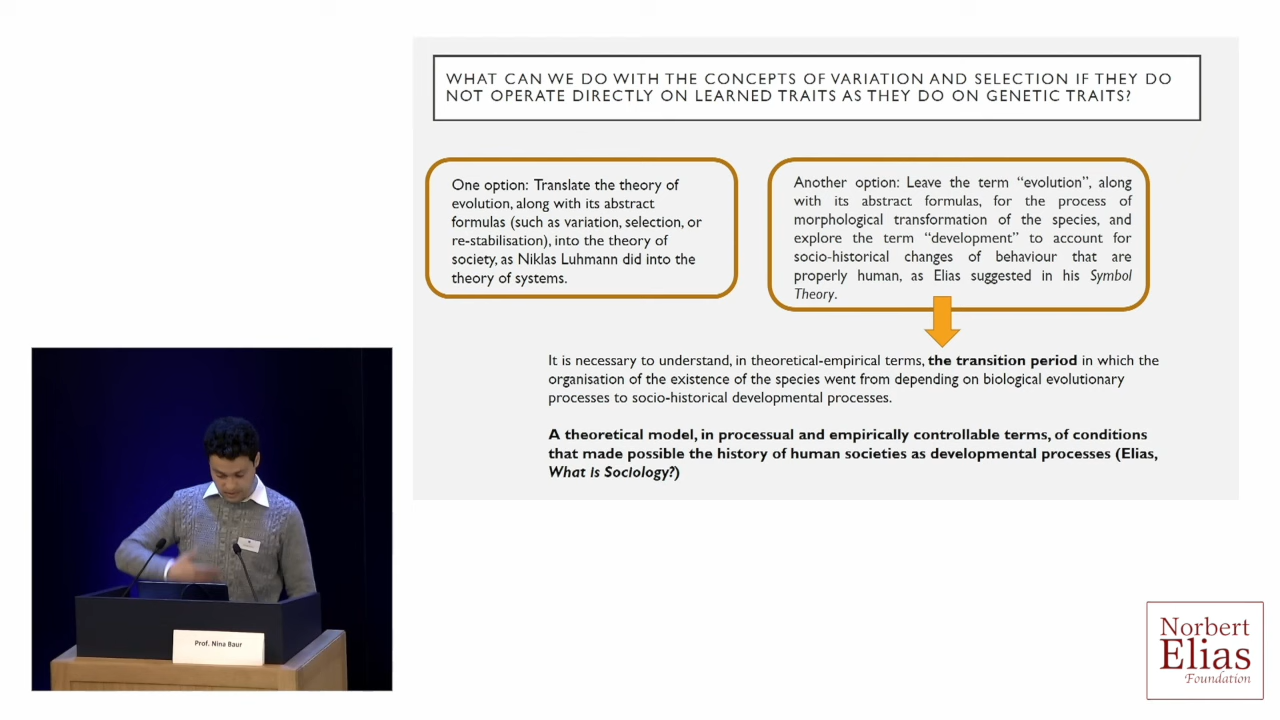 WHAT CAN WE DO WITH THE CONCEPTS OF VARIATION AND SELECTION IF THEY DO
NOT OPERATE DIRECTLY ON LEARNED TRAITS AS THEY DO ON GENETIC TRAITS?
One option: Translate the theory of
evolution, along with its abstract
formulas (such as variation, selection, or
re-stabilisation), into the theory of
society, as Niklas Luhmann did into the
theory of systems.
Another option: Leave the term “evolution”, along
with its abstract formulas, for the process of
morphological transformation of the species, and
explore the term “development” to account for
socio-historical changes of behaviour that are
properly human, as Elias suggested in his Symbol
Theory.
It is necessary to understand, in theoretical-empirical terms, the transition period in which the
organisation of the existence of the species went from depending on biological evolutionary
processes to socio-historical developmental processes.
A theoretical model, in processual and empirically controllable terms, of conditions
that made possible the history of human societies as developmental processes (Elias,
What is Sociology?)
Prof. Nina Baur
Norbert
Elias
Foundation